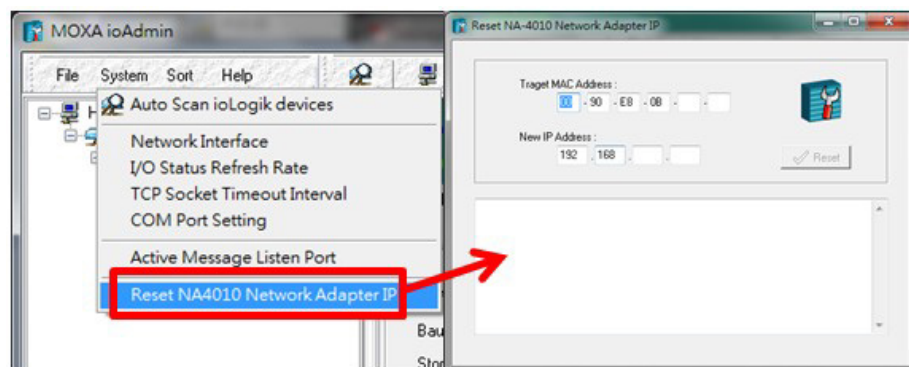 MOXA ioAdmin
File System Sort Help
Auto Scan ioLogik devices
Network Interface
I/O Status Refresh Rate
TCP Socket Timeout Interval
COM Port Setting
Active Message Listen Port
Reset NA4010 Network Adapter IP
Bau
Stop
Reset NA-4010 Network Adapter IP
Traget MAC Address :
00 - 90 - E8 - 0B - -
New IP Address :
192 . 168 . .
Reset